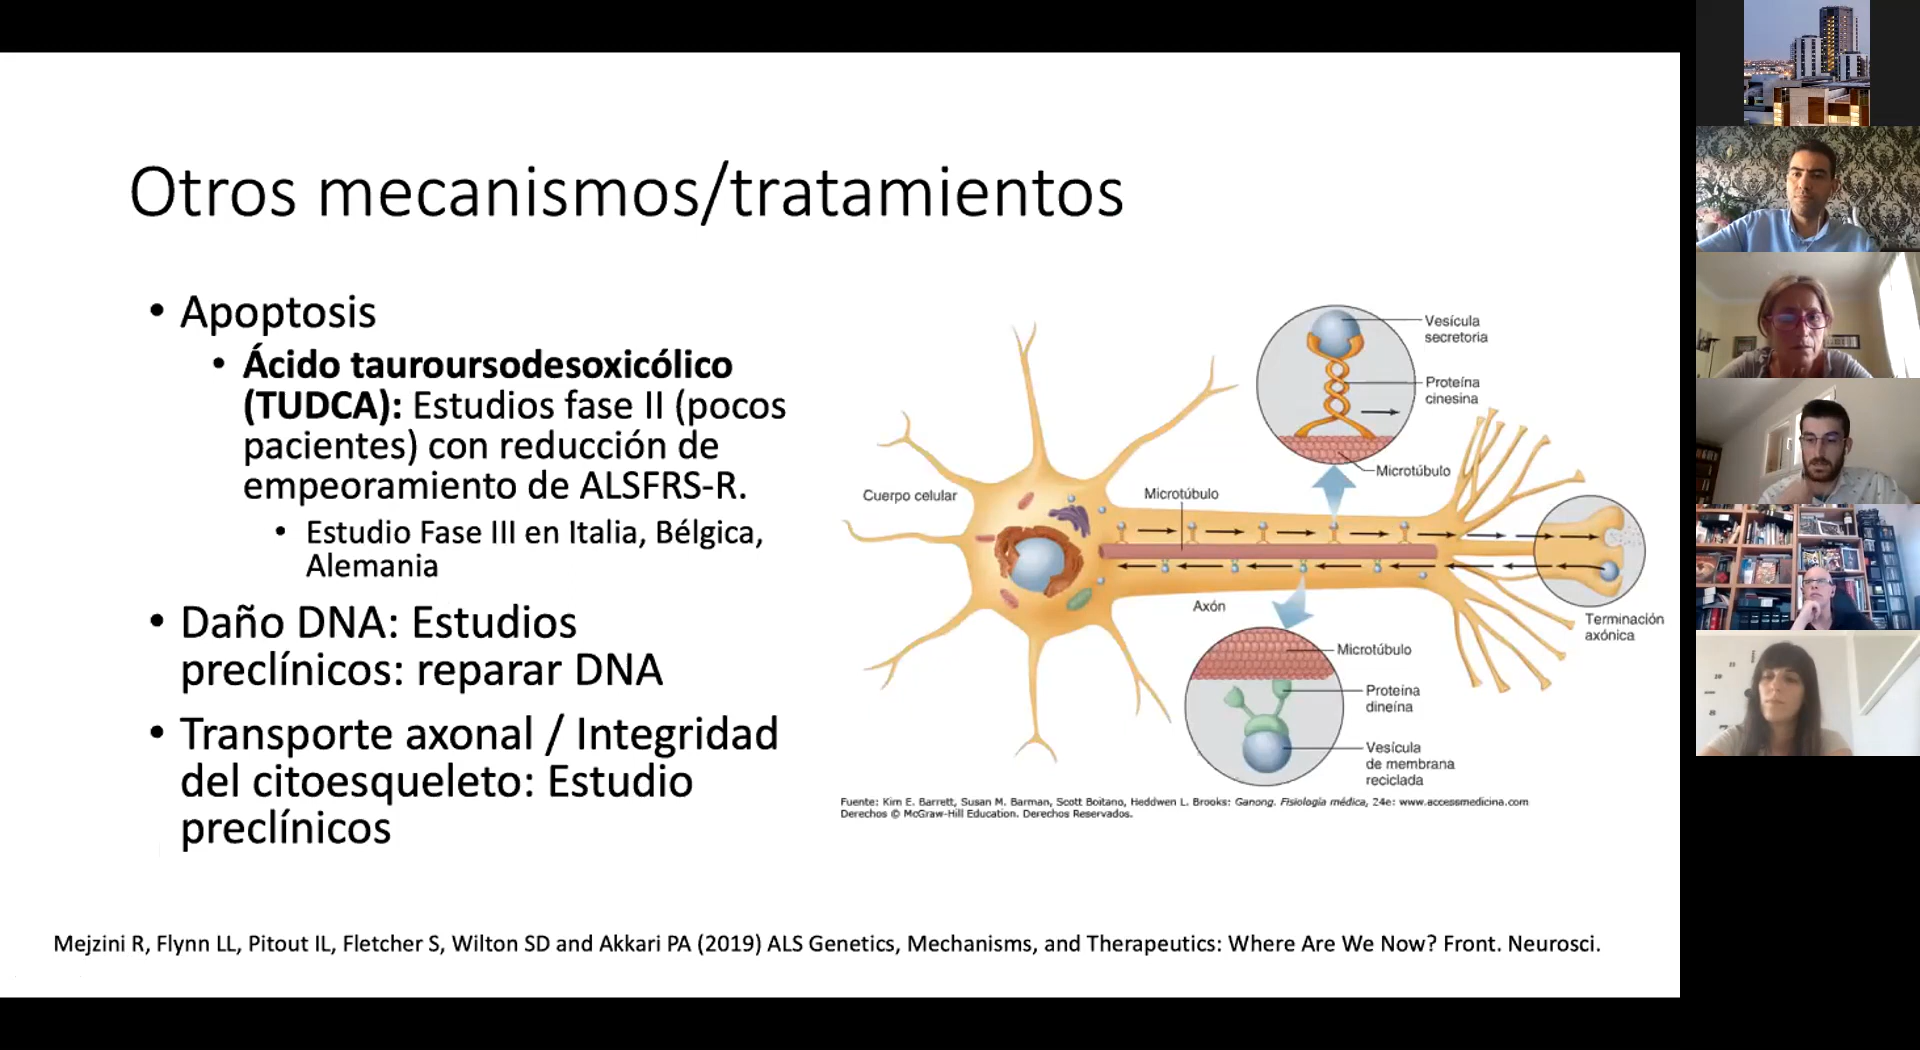 Otros mecanismos/tratamientos
• Apoptosis
• Ácido tauroursodesoxicólico
(TUDCA): Estudios fase II (pocos
pacientes) con reducción de
empeoramiento de ALSFRS-R.
• Estudio Fase III en Italia, Bélgica,
Alemania
• Daño DNA: Estudios
preclínicos: reparar DNA
• Transporte axonal / Integridad
del citoesqueleto: Estudio
preclínicos
Vesícula
secretoria
Proteína
cinesina
Microtúbulo
Cuerpo celular
Microtúbulo
Axón
Terminación
axónica
Microtúbulo
Proteína
dineína
Vesícula
de membrana
reciclada
Fuente: Kim E. Barrett, Susan M. Barman, Scott Boitano, Heddwen L. Brooks: Ganong. Fisiología médica, 24e: www.accessmedicina.com
Derechos © McGraw-Hill Education. Derechos Reservados.
Mejzini R, Flynn LL, Pitout IL, Fletcher S, Wilton SD and Akkari PA (2019) ALS Genetics, Mechanisms, and Therapeutics: Where Are We Now? Front. Neurosci.